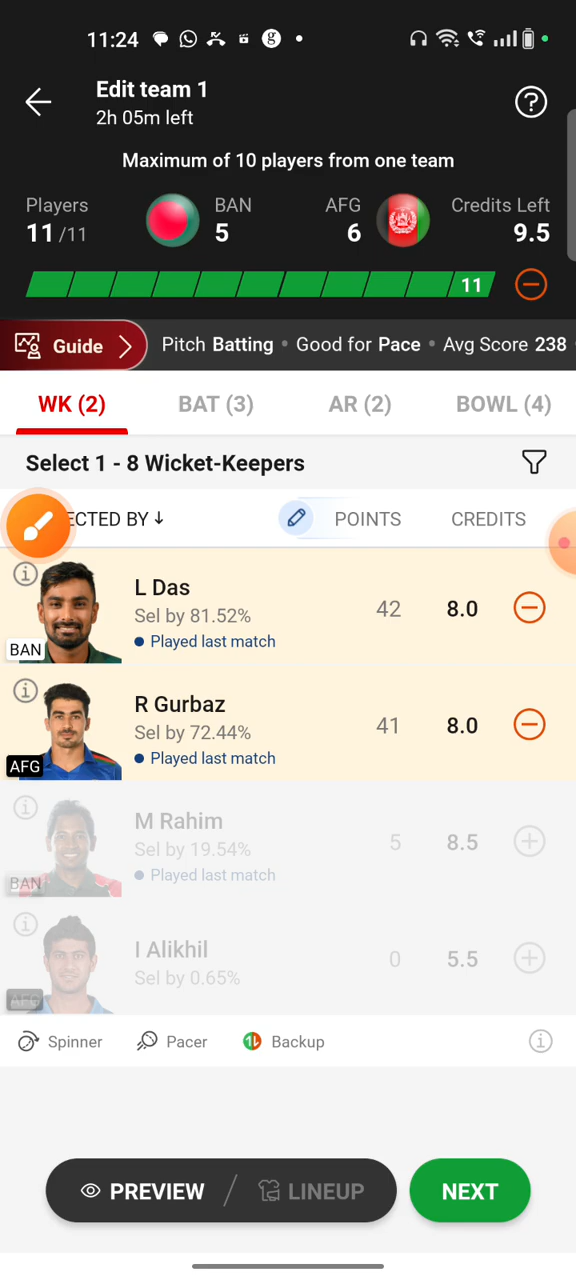 11:24
Edit team 1
2h 05m left
Maximum of 10 players from one team
Players BAN AFG Credits Left
11/11 5 6 9.5
11
Guide Pitch Batting • Good for Pace • Avg Score 238
WK (2) BAT (3) AR (2) BOWL (4)
Select 1 - 8 Wicket-Keepers
ECTED BY ↓ POINTS CREDITS
L Das
Sel by 81.52%
42 8.0
BAN
Played last match
R Gurbaz
Sel by 72.44%
41 8.0
Played last match
AFG
M Rahim
Sel by 19.54%
5 8.5
Played last match
BAN
I Alikhil
Sel by 0.65%
0 5.5
AFG
Spinner Pacer Backup
PREVIEW / LINEUP NEXT